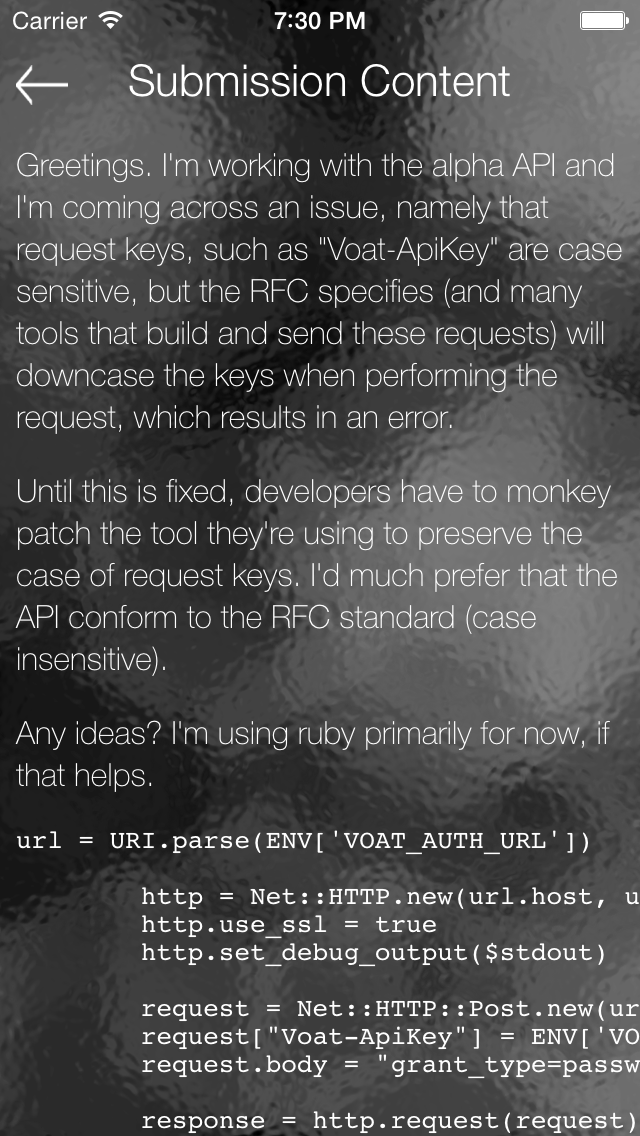 Carrier 7:30 PM
Submission Content
Greetings. I'm working with the alpha API and
I'm coming across an issue, namely that
request keys, such as "Voat-ApiKey" are case
sensitive, but the RFC specifies (and many
tools that build and send these requests) will
downcase the keys when performing the
request, which results in an error.
Until this is fixed, developers have to monkey
patch the tool they're using to preserve the
case of request keys. I'd much prefer that the
API conform to the RFC standard (case
insensitive).
Any ideas? I'm using ruby primarily for now, if
that helps.
url = URI.parse(ENV['VOAT_AUTH_URL'])
http = Net::HTTP.new(url.host, u
http.use_ssl = true
http.set_debug_output($stdout)
request = Net::HTTP::Post.new(ur
request["Voat-ApiKey"] = ENV['VO
request.body = "grant_type=passw
response = http.request(request)